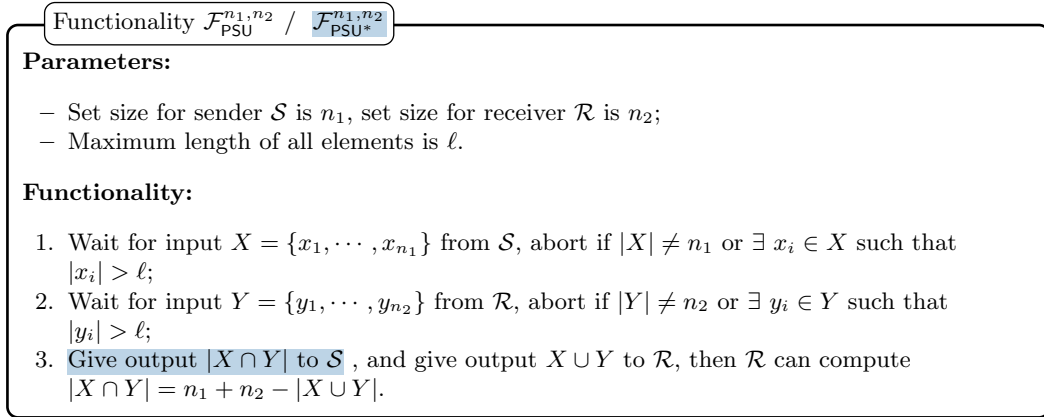 Functionality $\mathcal{F}_{\mathsf{PSU}}^{n_1,n_2}$ / $\mathcal{F}_{\mathsf{PSU}^*}^{n_1,n_2}$
Parameters:
– Set size for sender $\mathcal{S}$ is $n_1$, set size for receiver $\mathcal{R}$ is $n_2$;
– Maximum length of all elements is $\ell$.
Functionality:
1. Wait for input $X = \{x_1, \cdots, x_{n_1}\}$ from $\mathcal{S}$, abort if $|X| \neq n_1$ or $\exists\ x_i \in X$ such that
$|x_i| > \ell$;
2. Wait for input $Y = \{y_1, \cdots, y_{n_2}\}$ from $\mathcal{R}$, abort if $|Y| \neq n_2$ or $\exists\ y_i \in Y$ such that
$|y_i| > \ell$;
3. Give output $|X \cap Y|$ to $\mathcal{S}$ , and give output $X \cup Y$ to $\mathcal{R}$, then $\mathcal{R}$ can compute
$|X \cap Y| = n_1 + n_2 - |X \cup Y|$.